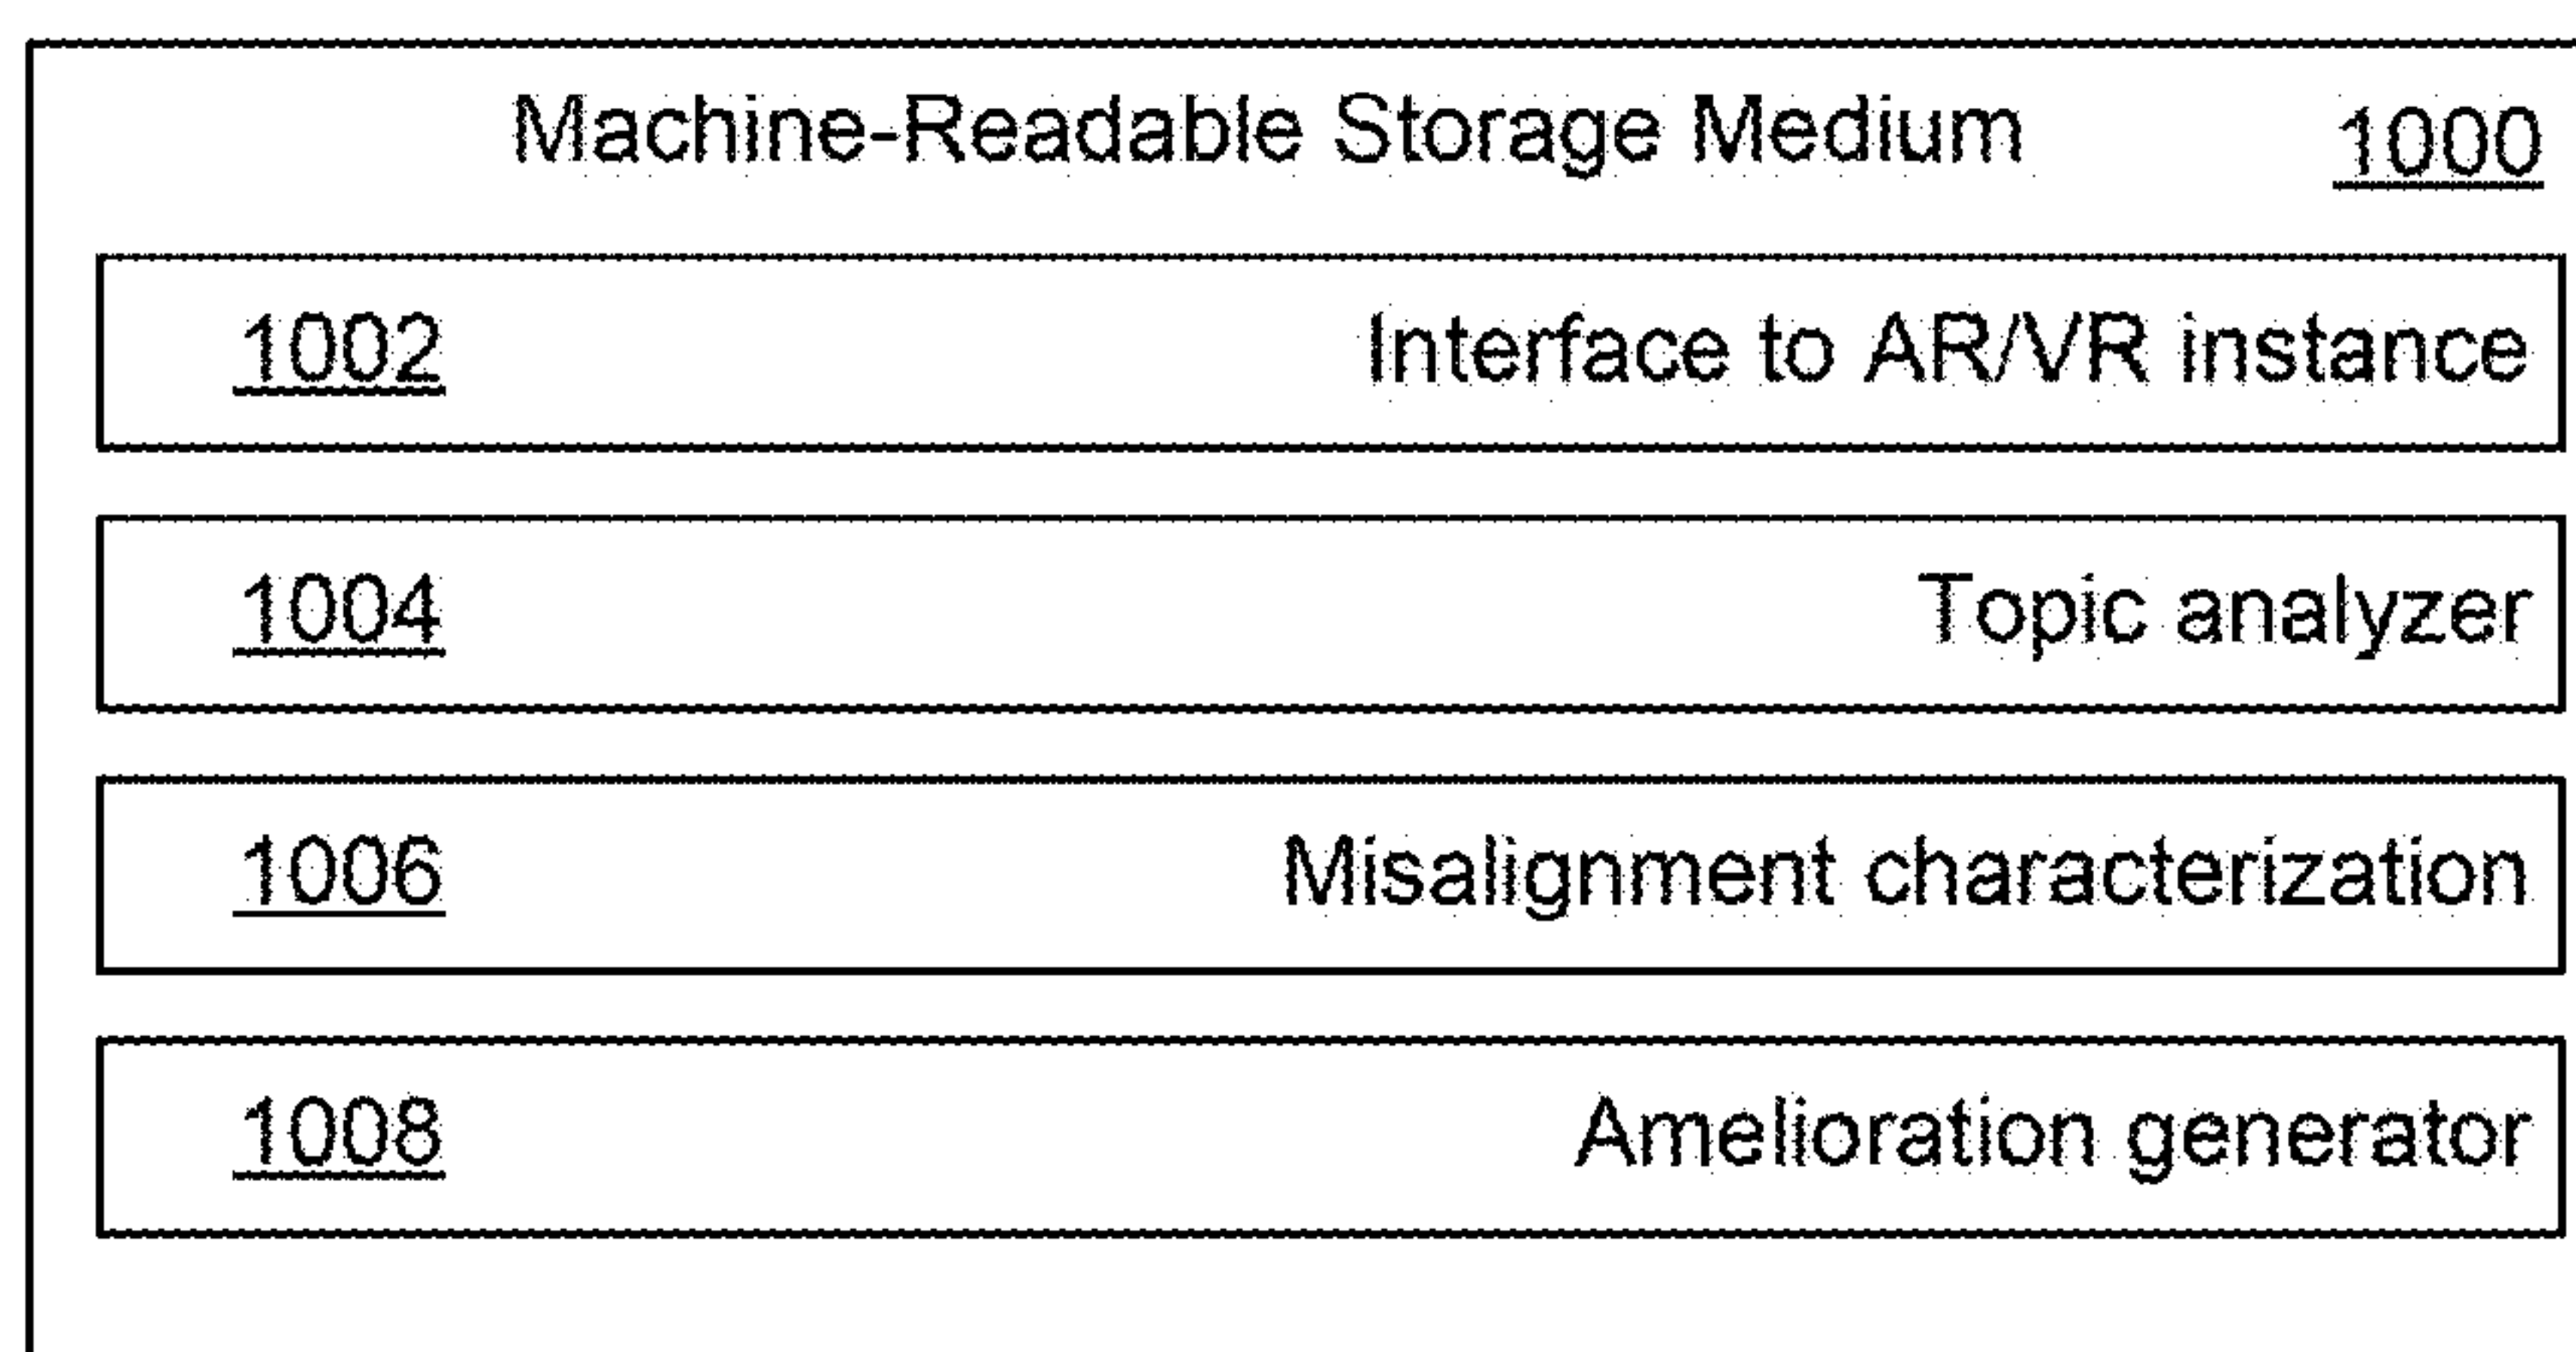 Machine-Readable Storage Medium 1000
1002 Interface to AR/VR instance
1004 Topic analyzer
1006 Misalignment characterization
1008 Amelioration generator